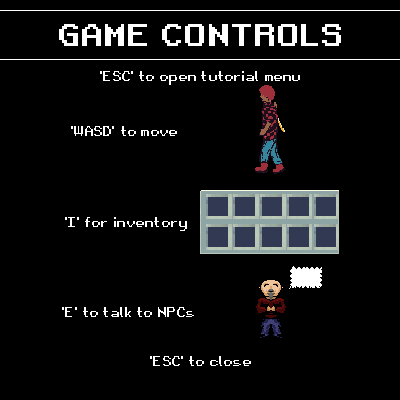 GAME CONTROLS
'ESC' to open tutorial menu
'WASD' to move
'I' for inventory
'E' to talk to NPCs
'ESC' to close